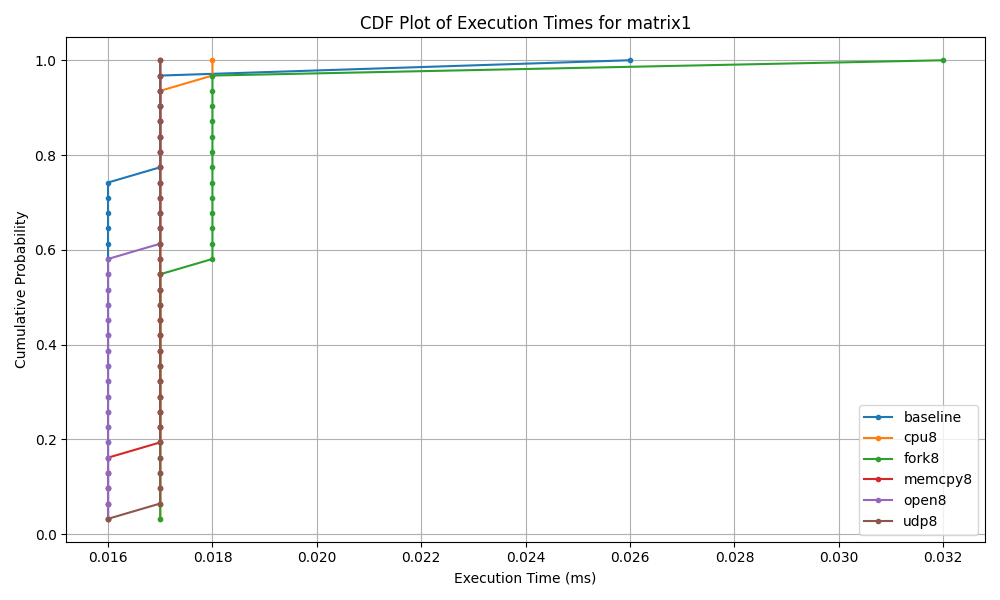 CDF Plot of Execution Times for matrix1
Cumulative Probability
1.0
0.8
0.6
0.4
0.2
0.0
0.016 0.018 0.020 0.022 0.024 0.026 0.028 0.030 0.032
Execution Time (ms)
baseline
cpu8
fork8
memcpy8
open8
udp8